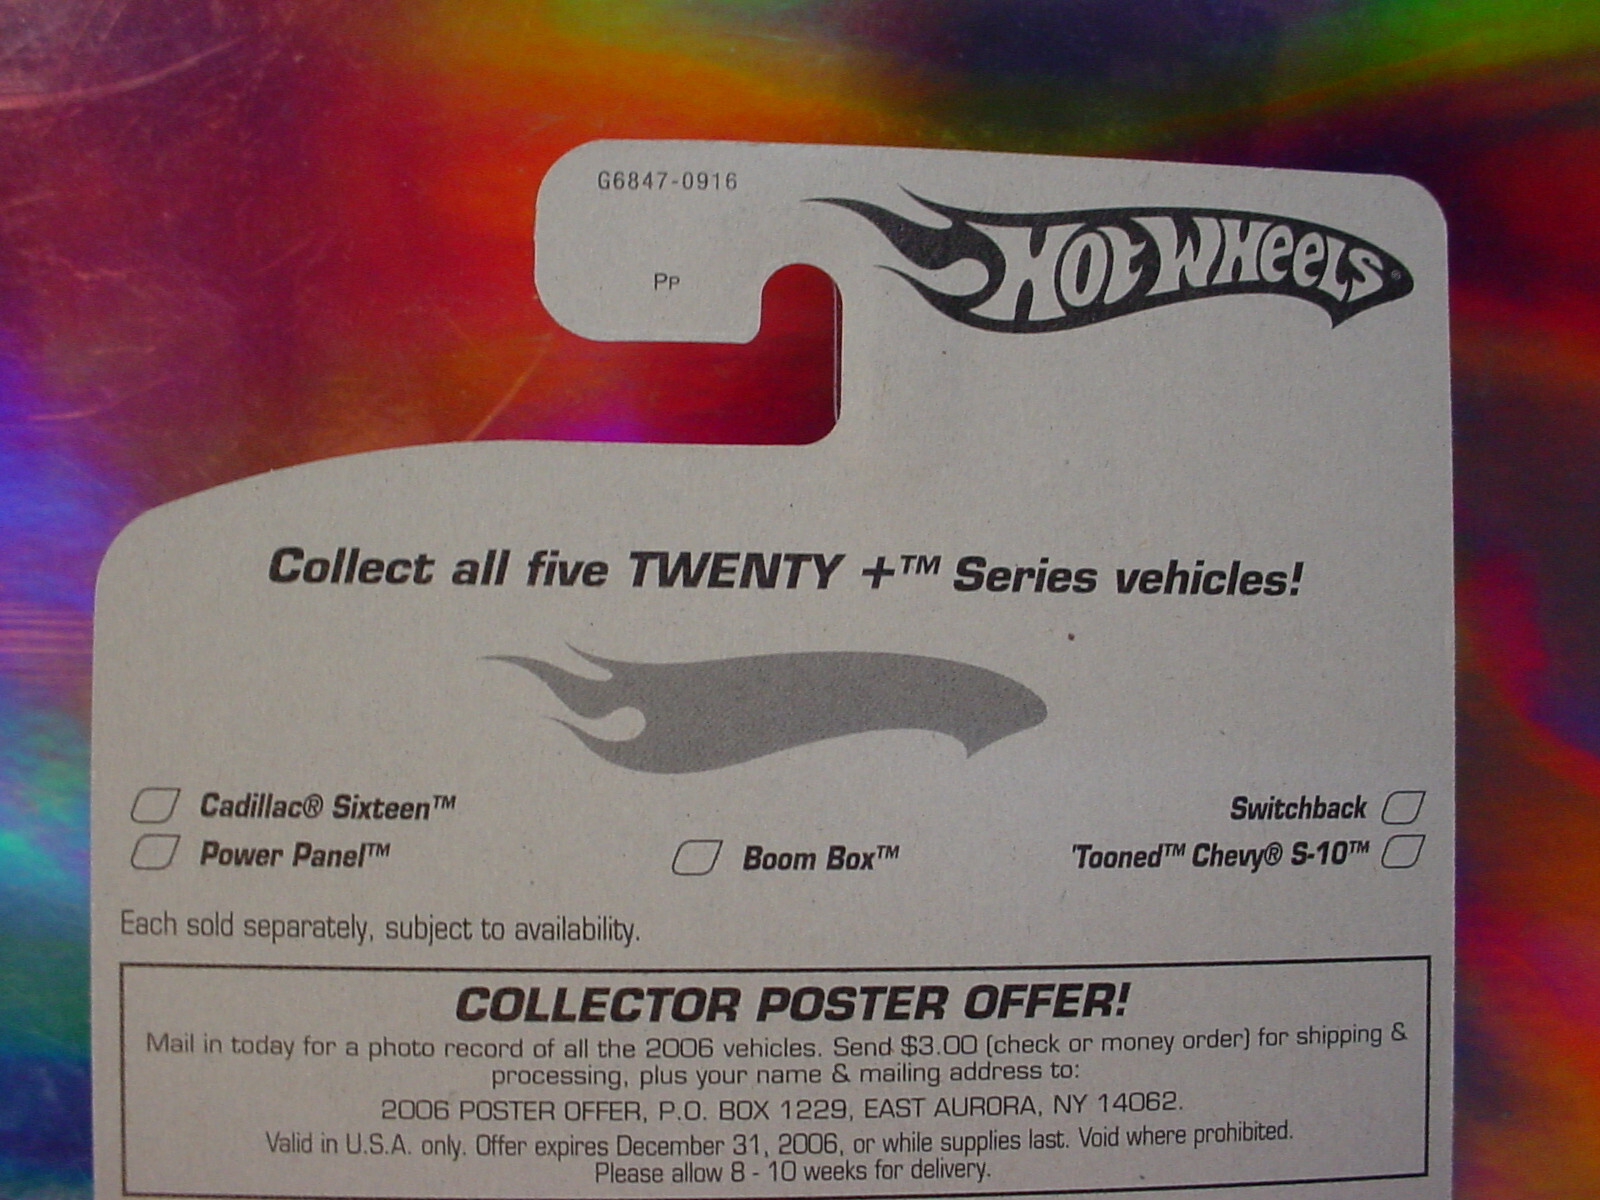 G6847-0916
Pp
HOT WHEELS®
Collect all five TWENTY +™ Series vehicles!
Cadillac® Sixteen™
Switchback
Power Panel™
Boom Box™
'Tooned™ Chevy® S-10™
Each sold separately, subject to availability.
COLLECTOR POSTER OFFER!
Mail in today for a photo record of all the 2006 vehicles. Send $3.00 (check or money order) for shipping &
processing, plus your name & mailing address to:
2006 POSTER OFFER, P.O. BOX 1229, EAST AURORA, NY 14062.
Valid in U.S.A. only. Offer expires December 31, 2006, or while supplies last. Void where prohibited.
Please allow 8 - 10 weeks for delivery.